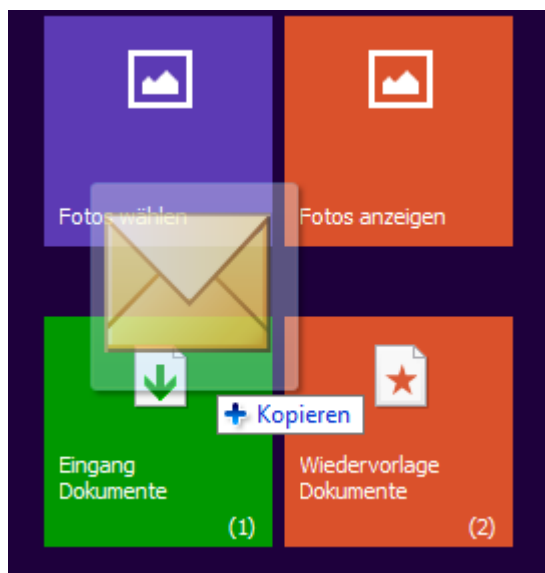 Fotos wählen
Fotos anzeigen
Kopieren
Eingang
Dokumente
(1)
Wiedervorlage
Dokumente
(2)